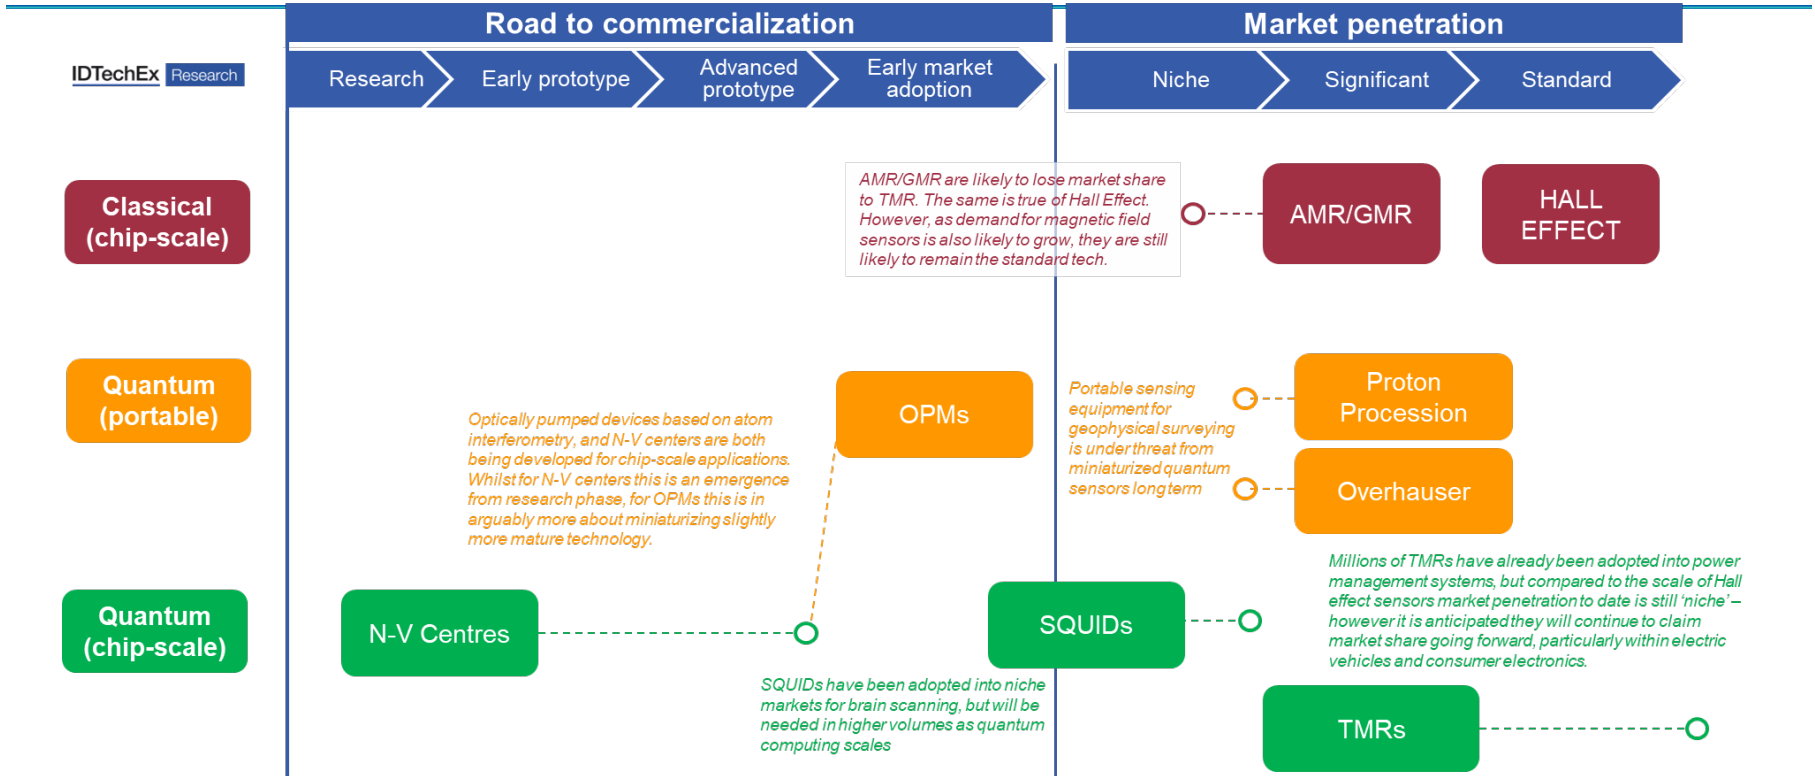 Road to commercialization
Market penetration
IDTechEx Research
Research
Early prototype
Advanced
prototype
Early market
adoption
Niche
Significant
Standard
Classical
(chip-scale)
AMR/GMR are likely to lose market share
to TMR. The same is true of Hall Effect.
However, as demand for magnetic field
sensors is also likely to grow, they are still
likely to remain the standard tech.
AMR/GMR
HALL
EFFECT
Quantum
(portable)
Optically pumped devices based on atom
interferometry, and N-V centers are both
being developed for chip-scale applications.
Whilst for N-V centers this is an emergence
from research phase, for OPMs this is in
arguably more about miniaturizing slightly
more mature technology.
OPMs
Portable sensing
equipment for
geophysical surveying
is under threat from
miniaturized quantum
sensors long term
Proton
Procession
Overhauser
Quantum
(chip-scale)
N-V Centres
SQUIDs have been adopted into niche
markets for brain scanning, but will be
needed in higher volumes as quantum
computing scales
SQUIDs
Millions of TMRs have already been adopted into power
management systems, but compared to the scale of Hall
effect sensors market penetration to date is still ‘niche’ –
however it is anticipated they will continue to claim
market share going forward, particularly within electric
vehicles and consumer electronics.
TMRs